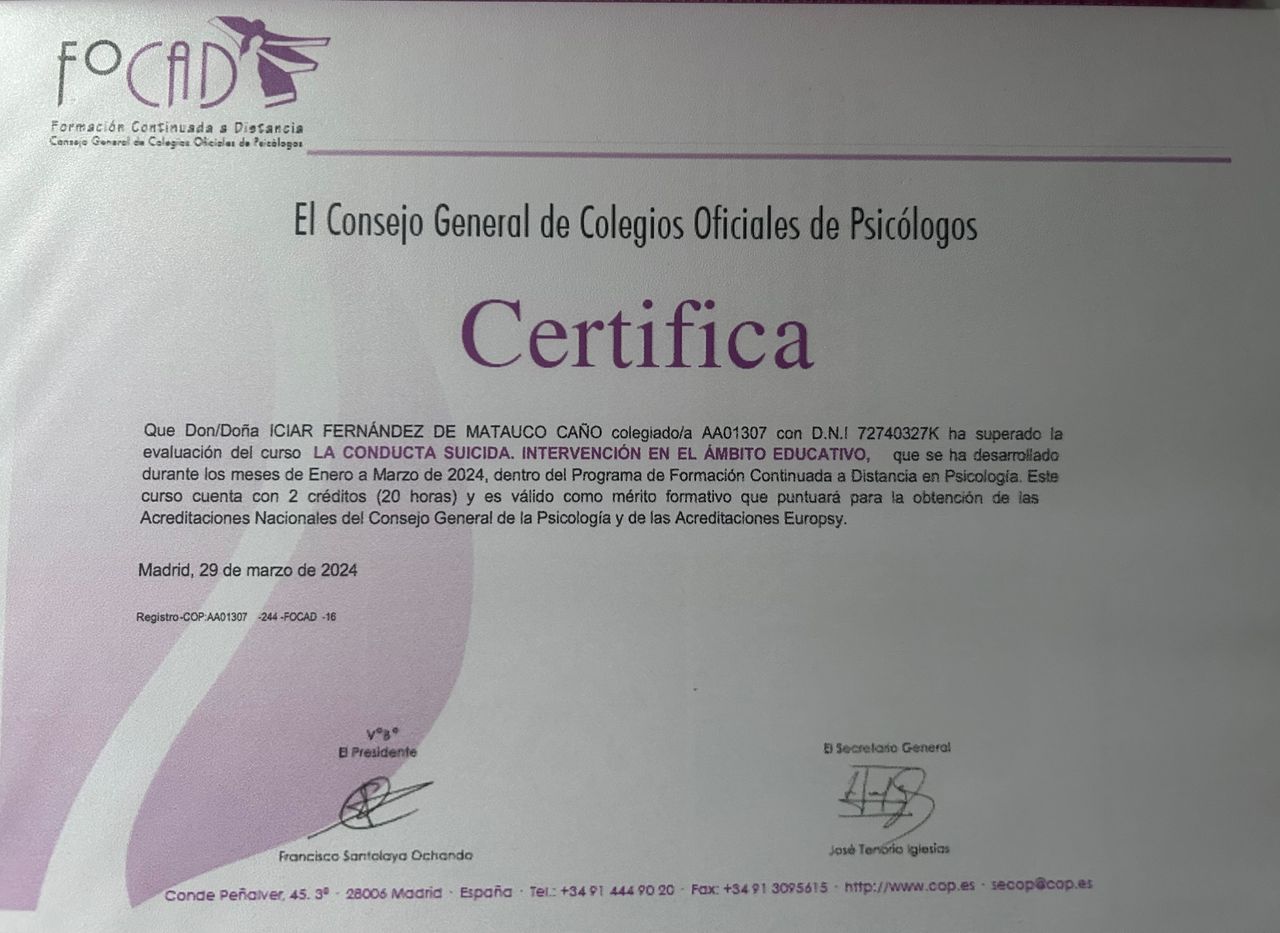 FOCAD
Formación Continuada a Distancia
Consejo General de Colegios Oficiales de Psicólogos
El Consejo General de Colegios Oficiales de Psicólogos
Certifica
Que Don/Doña ICIAR FERNÁNDEZ DE MATAUCO CAÑO colegiado/a AA01307 con D.N.I 72740327K ha superado la
evaluación del curso LA CONDUCTA SUICIDA. INTERVENCIÓN EN EL ÁMBITO EDUCATIVO, que se ha desarrollado
durante los meses de Enero a Marzo de 2024, dentro del Programa de Formación Continuada a Distancia en Psicología. Este
curso cuenta con 2 créditos (20 horas) y es válido como mérito formativo que puntuará para la obtención de las
Acreditaciones Nacionales del Consejo General de la Psicología y de las Acreditaciones Europsy.
Madrid, 29 de marzo de 2024
Registro-COP:AA01307 -244 -FOCAD -16
VºBº
El Presidente
El Secretario General
Francisco Santolaya Ochando
José Tenorio Iglesias
Conde Peñalver, 45. 3º · 28006 Madrid · España · Tel.: +34 91 444 90 20 · Fax: +34 91 3095615 · http://www.cop.es · secop@cop.es